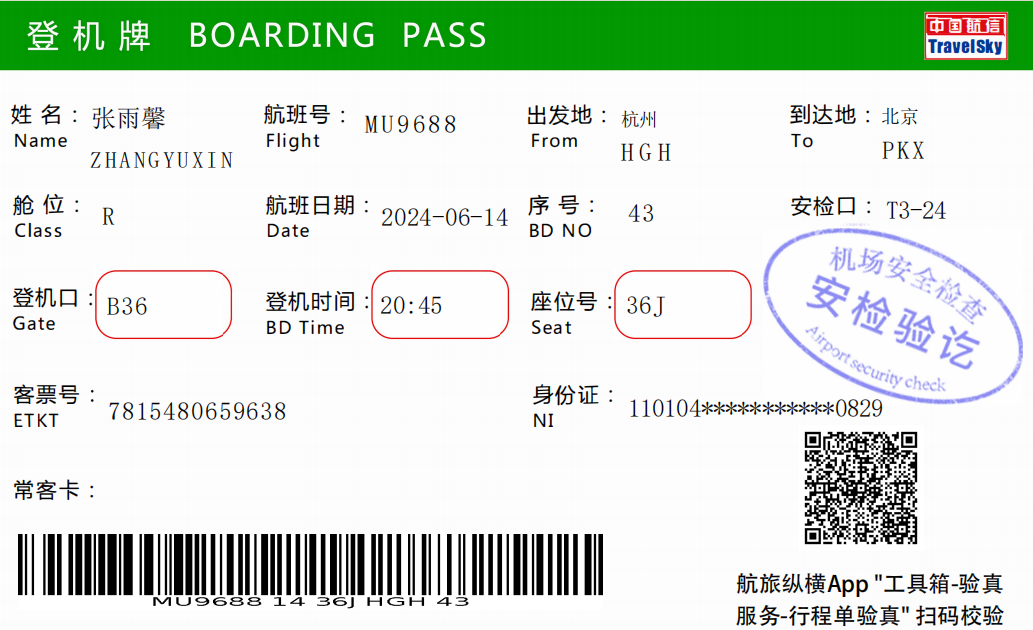 登机牌 BOARDING PASS
中国航信
TravelSky
姓名： 张雨馨 航班号： MU9688 出发地： 杭州 到达地： 北京
Name ZHANGYUXIN Flight From HGH To PKX
舱位： R 航班日期： 2024-06-14 序号： 43 安检口： T3-24
Class Date BD NO
机场安全检查
安检验讫
Airport security check
登机口： B36 登机时间： 20:45 座位号： 36J
Gate BD Time Seat
客票号： 7815480659638 身份证： 110104***********0829
ETKT NI
常客卡：
MU9688 14 36J HGH 43
航旅纵横App "工具箱-验真
服务-行程单验真" 扫码校验